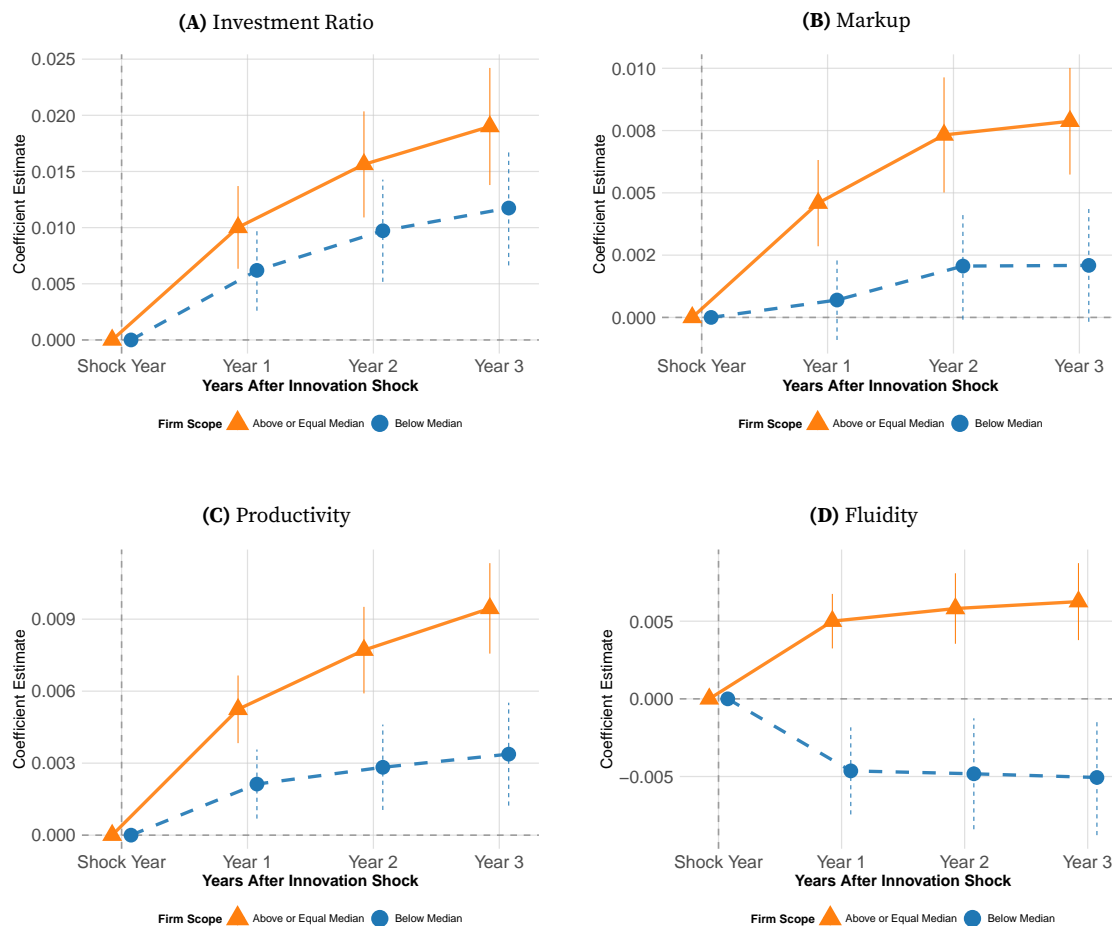 (A) Investment Ratio
0.025
0.020
0.015
0.010
0.005
0.000
Coefficient Estimate
Shock Year Year 1 Year 2 Year 3
Years After Innovation Shock
Firm Scope Above or Equal Median Below Median
(B) Markup
0.010
0.008
0.005
0.002
0.000
Coefficient Estimate
Shock Year Year 1 Year 2 Year 3
Years After Innovation Shock
Firm Scope Above or Equal Median Below Median
(C) Productivity
0.009
0.006
0.003
0.000
Coefficient Estimate
Shock Year Year 1 Year 2 Year 3
Years After Innovation Shock
Firm Scope Above or Equal Median Below Median
(D) Fluidity
0.005
0.000
−0.005
Coefficient Estimate
Shock Year Year 1 Year 2 Year 3
Years After Innovation Shock
Firm Scope Above or Equal Median Below Median